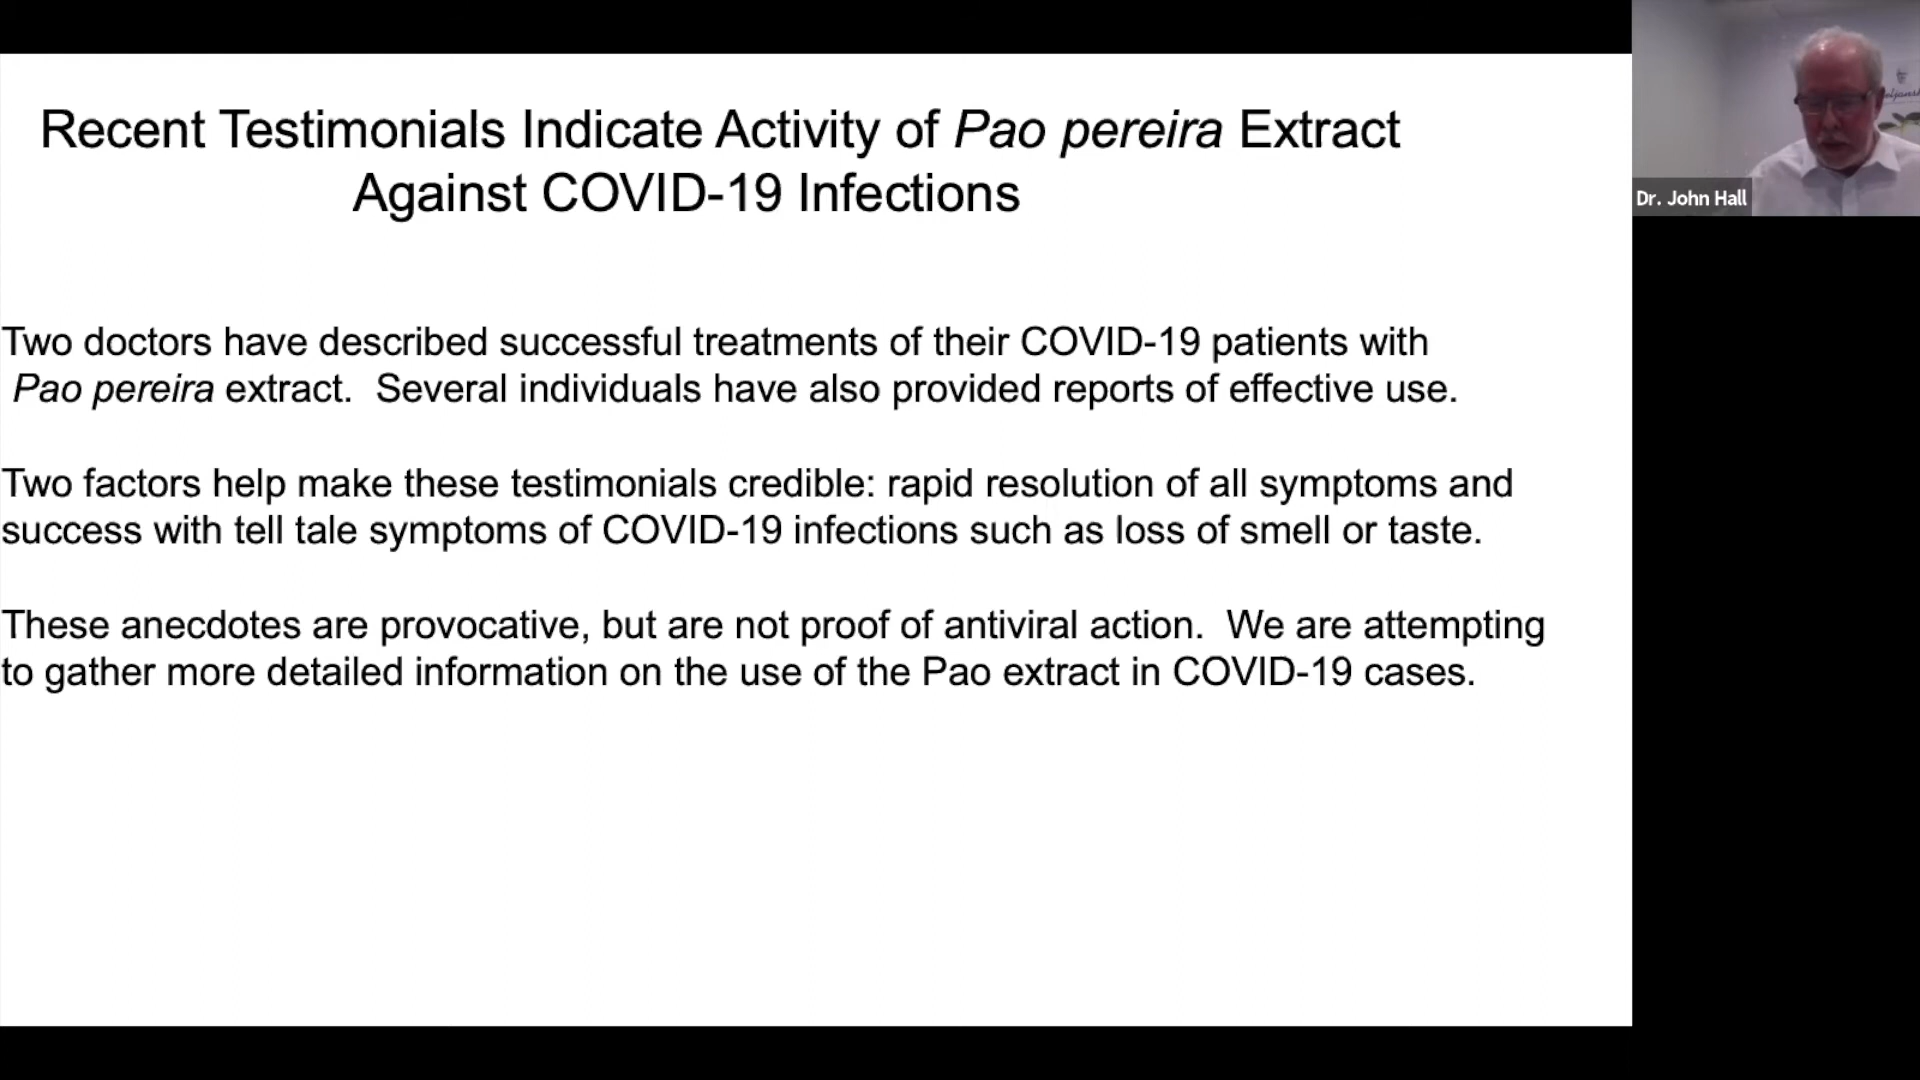 Recent Testimonials Indicate Activity of Pao pereira Extract
Against COVID-19 Infections
Two doctors have described successful treatments of their COVID-19 patients with
Pao pereira extract. Several individuals have also provided reports of effective use.
Two factors help make these testimonials credible: rapid resolution of all symptoms and
success with tell tale symptoms of COVID-19 infections such as loss of smell or taste.
These anecdotes are provocative, but are not proof of antiviral action. We are attempting
to gather more detailed information on the use of the Pao extract in COVID-19 cases.
Dr. John Hall